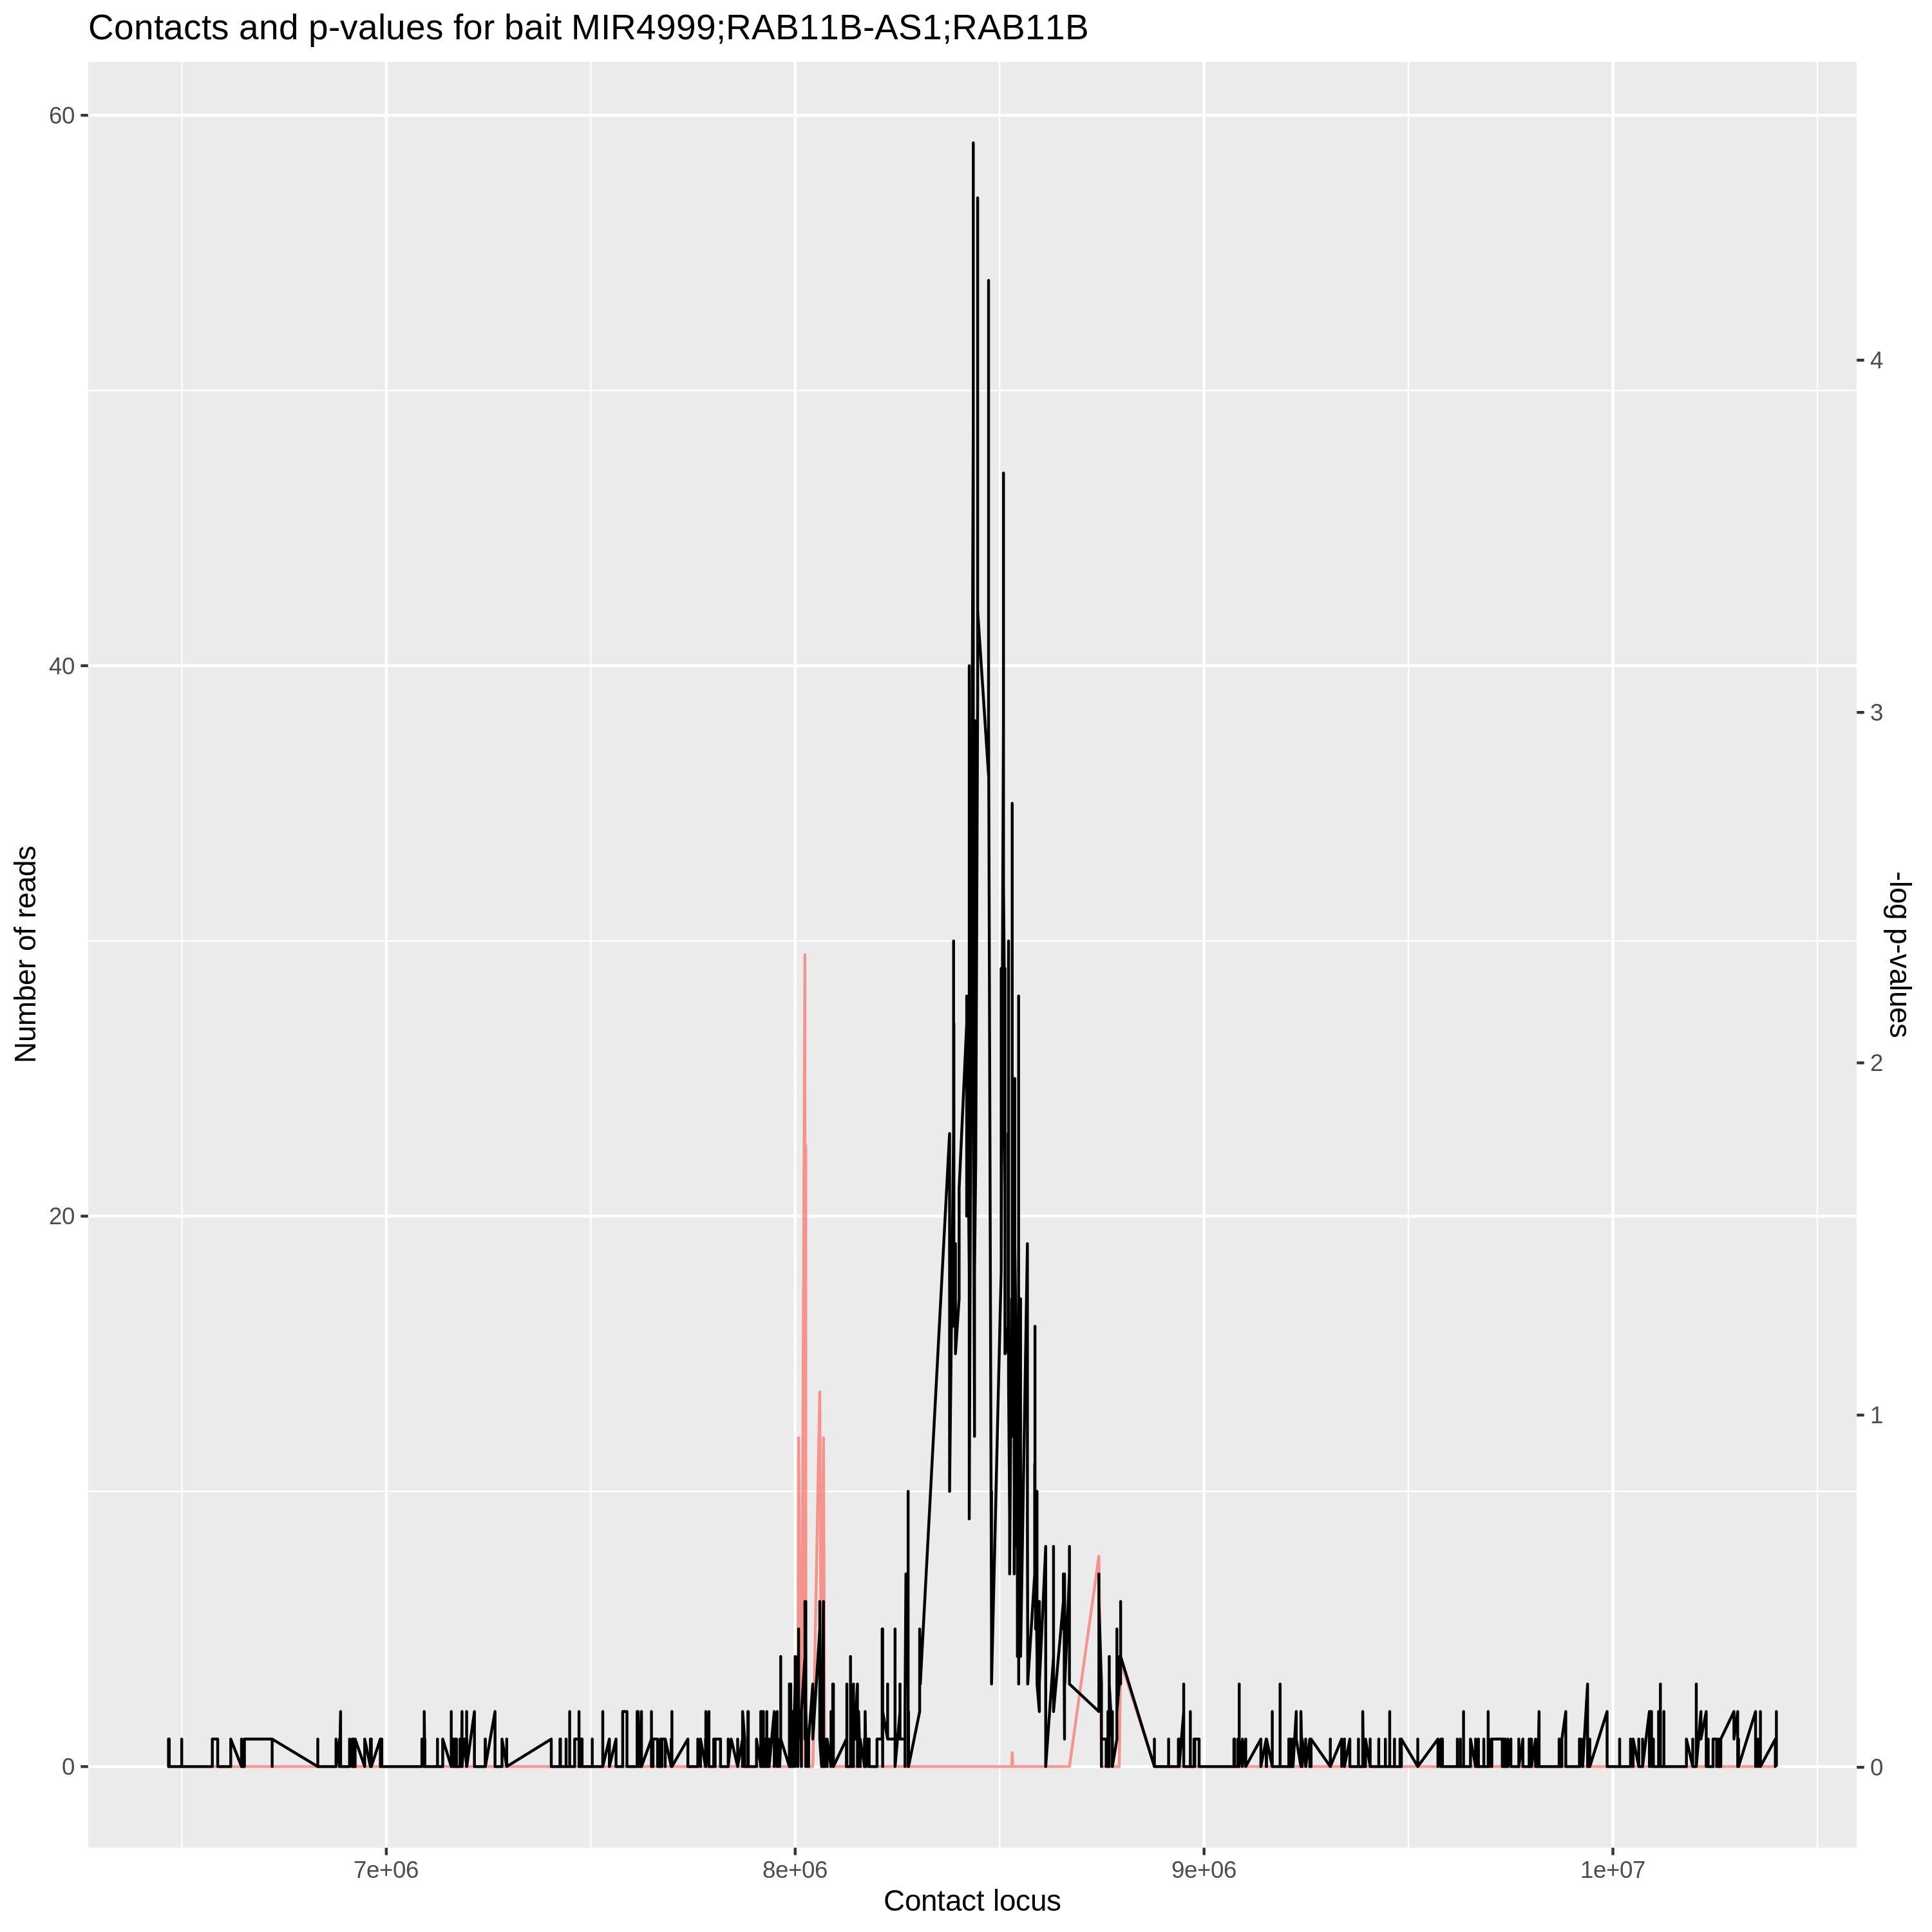 Contacts and p-values for bait MIR4999;RAB11B-AS1;RAB11B
60
40
20
0
Number of reads
4
3
2
1
0
-log p-values
7e+06
8e+06
9e+06
1e+07
Contact locus